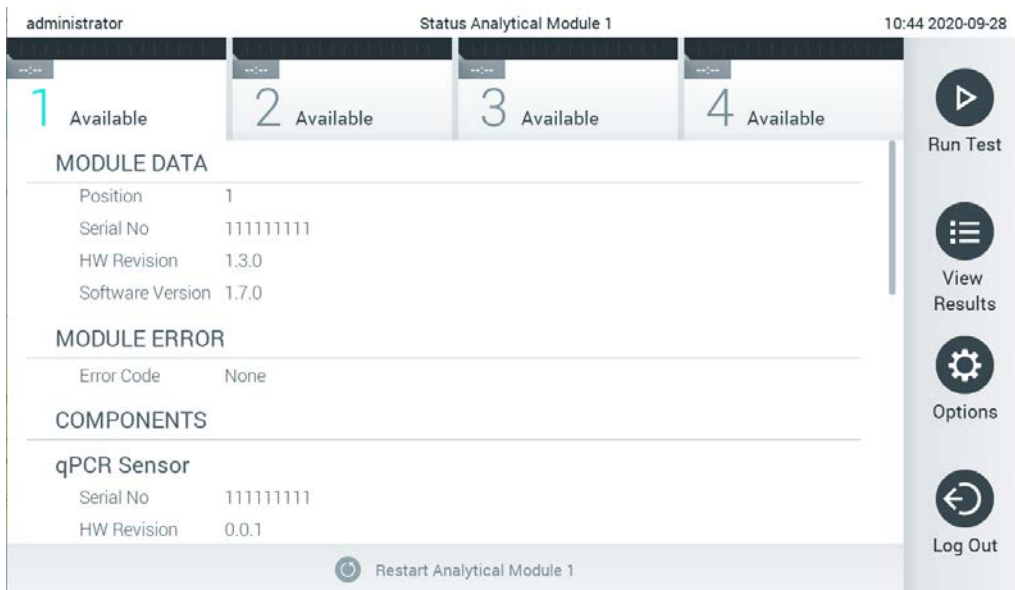 administrator Status Analytical Module 1 10:44 2020-09-28
--:-- --:-- --:-- --:--
1 Available 2 Available 3 Available 4 Available
Run Test
MODULE DATA
Position 1
Serial No 111111111
HW Revision 1.3.0
Software Version 1.7.0
View
Results
MODULE ERROR
Error Code None
Options
COMPONENTS
qPCR Sensor
Serial No 111111111
HW Revision 0.0.1
Log Out
Restart Analytical Module 1